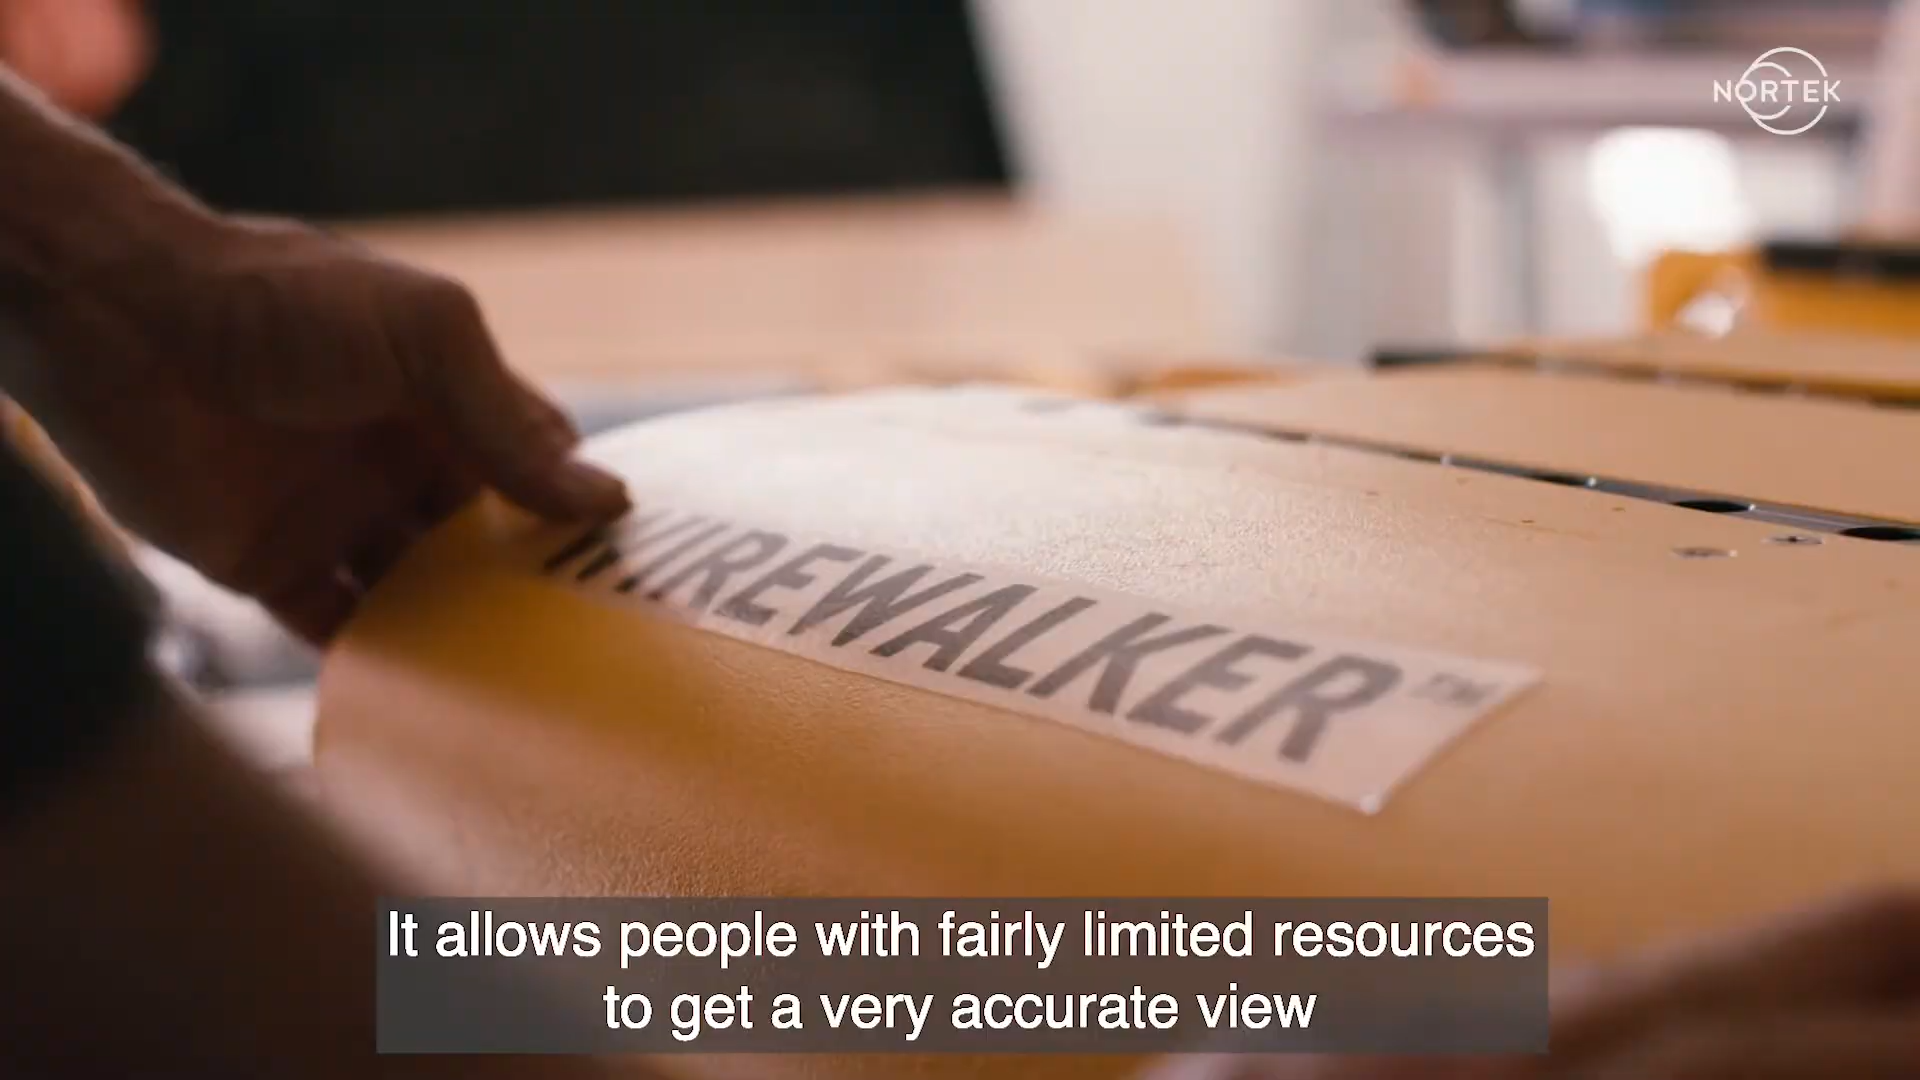 NORTEK
WIREWALKER™
It allows people with fairly limited resources
to get a very accurate view